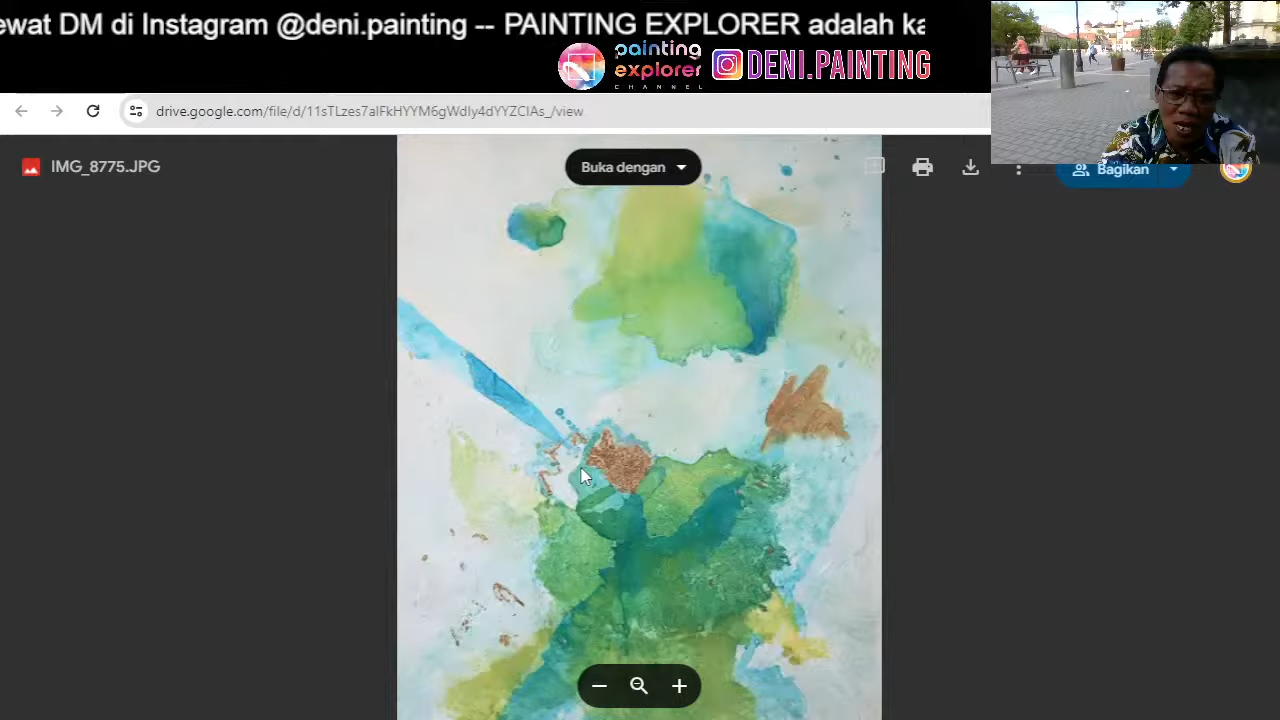 ewat DM di Instagram @deni.painting -- PAINTING EXPLORER adalah ka
painting
explorer
CHANNEL
DENI.PAINTING
drive.google.com/file/d/11sTLzes7alFkHYYM6gWdIy4dYYZCIAs_/view
IMG_8775.JPG
Buka dengan
Bagikan